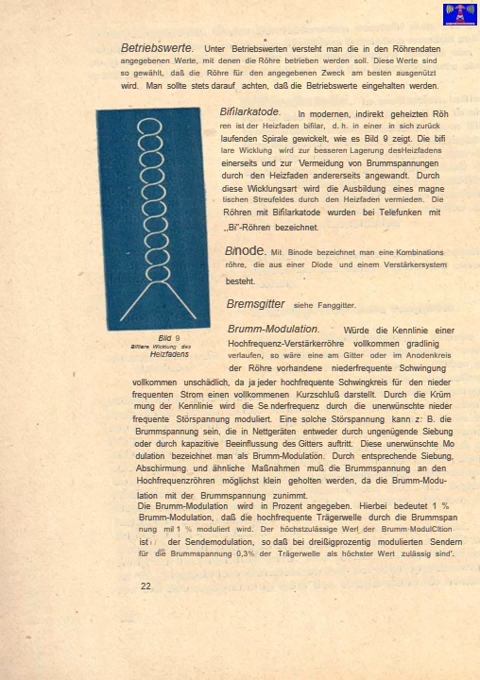 Betriebswerte. Unter Betriebswerten versteht man die in den Röhrendaten
angegebenen Werte, mit denen die Röhre betrieben werden soll. Diese Werte sind
so gewählt, daß die Röhre für den angegebenen Zweck am besten ausgenützt
wird. Man sollte stets darauf achten, daß die Betriebswerte eingehalten werden.
Bifilarkatode. In modernen, indirekt geheizten Röh
ren ist der Heizfaden bifilar, d. h. in einer in sich zurück
laufenden Spirale gewickelt, wie es Bild 9 zeigt. Die bifi
lare Wicklung wird zur besseren Lagerung desHeizfadens
einerseits und zur Vermeidung von Brummspannungen
durch den Heizfaden andererseits angewandt. Durch
diese Wicklungsart wird die Ausbildung eines magne
tischen Streufeldes durch den Heizfaden vermieden. Die
Röhren mit Bifilarkatode wurden bei Telefunken mit
,,Bi"-Röhren bezeichnet.
Binode. Mit Binode bezeichnet man eine Kombinations
röhre, die aus einer Diode und einem Verstärkersystem
besteht.
Bremsgitter siehe Fanggitter.
Bild 9
Bifilare Wicklung des
Heizfadens
Brumm-Modulation. Würde die Kennlinie einer
Hochfrequenz-Verstärkerröhre vollkommen gradlinig
verlaufen, so wäre eine am Gitter oder im Anodenkreis
der Röhre vorhandene niederfrequente Schwingung
vollkommen unschädlich, da ja jeder hochfrequente Schwingkreis für den nieder
frequenten Strom einen vollkommenen Kurzschluß darstellt. Durch die Krüm
mung der Kennlinie wird die Senderfrequenz durch die unerwünschte nieder
frequente Störspannung moduliert. Eine solche Störspannung kann z: B. die
Brummspannung sein, die in Nettgeräten entweder durch ungenügende Siebung
oder durch kapazitive Beeinflussung des Gitters auftritt. Diese unerwünschte Mo
dulation bezeichnet man als Brumm-Modulation. Durch entsprechende Siebung,
Abschirmung und ähnliche Maßnahmen muß die Brummspannung an den
Hochfrequenzröhren möglichst klein geholten werden, da die Brumm-Modu-
lation mit der Brummspannung zunimmt.
Die Brumm-Modulation wird in Prozent angegeben. Hierbei bedeutet 1 %
Brumm-Modulation, daß die hochfrequente Trägerwelle durch die Brummspan
nung mil 1 % moduliert wird. Der höchstzulässige Wert der Brumm-ModulCltion
ist der Sendemodulation, so daß bei dreißigprozentig modulierten Sendern
für die Brummspannung 0,3% der Trägerwelle als höchster Wert zulässig sind'.
22